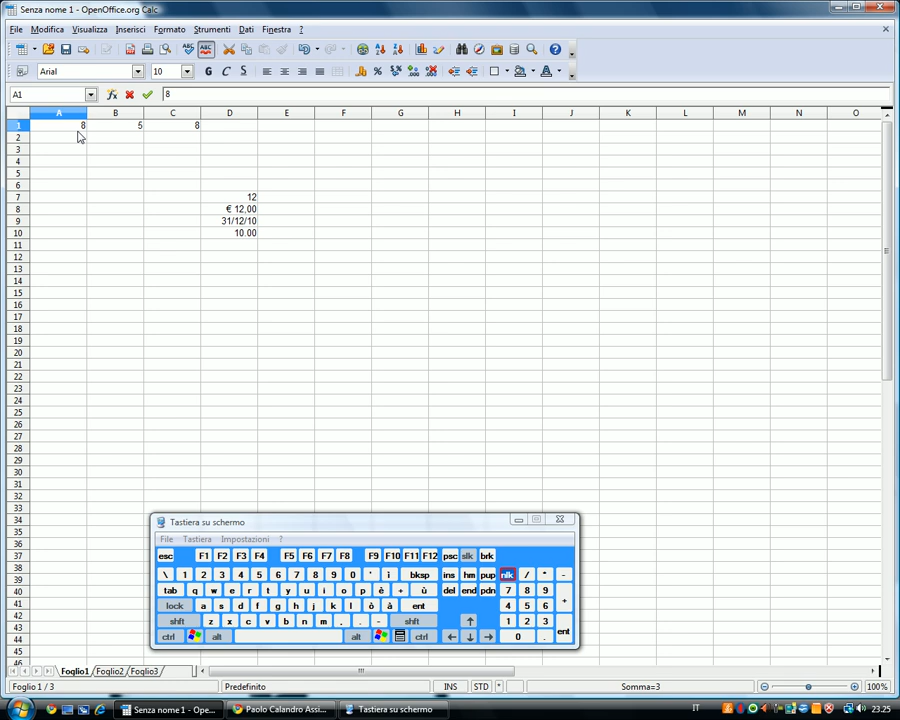 Senza nome 1 - OpenOffice.org Calc
File Modifica Visualizza Inserisci Formato Strumenti Dati Finestra ?
Arial 10 G C S
A1 8
A B C D E F G H I J K L M N O
1 8 5 8
2
3
4
5
6
7 12
8 € 12,00
9 31/12/10
10 10.00
11
12
13
14
15
16
17
18
19
20
21
22
23
24
25
26
27
28
29
30
31
32
33
34
35
36
37
38
39
40
41
42
43
44
45
46
Tastiera su schermo
File Tastiera Impostazioni ?
esc F1 F2 F3 F4 F5 F6 F7 F8 F9 F10 F11 F12 psc slk brk
\ 1 2 3 4 5 6 7 8 9 0 ' ì bksp ins hm pup nlk / * -
tab q w e r t y u i o p è + ù del end pdn 7 8 9 +
lock a s d f g h j k l ò à ent 4 5 6
shft z x c v b n m , . - shft ↑ 1 2 3 ent
ctrl alt alt ctrl ← ↓ → 0 .
Foglio1 Foglio2 Foglio3
Foglio 1 / 3 Predefinito INS STD * Somma=3 100%
Senza nome 1 - Ope... Paolo Calandro Assi... Tastiera su schermo IT 23.25